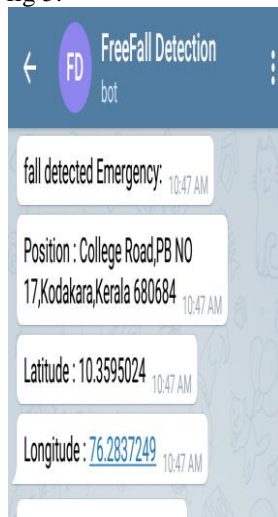 FD
FreeFall Detection
bot
fall detected Emergency: 10:47 AM
Position : College Road,PB NO
17,Kodakara,Kerala 680684 10:47 AM
Latitude : 10.3595024 10:47 AM
Longitude : 76.2837249 10:47 AM